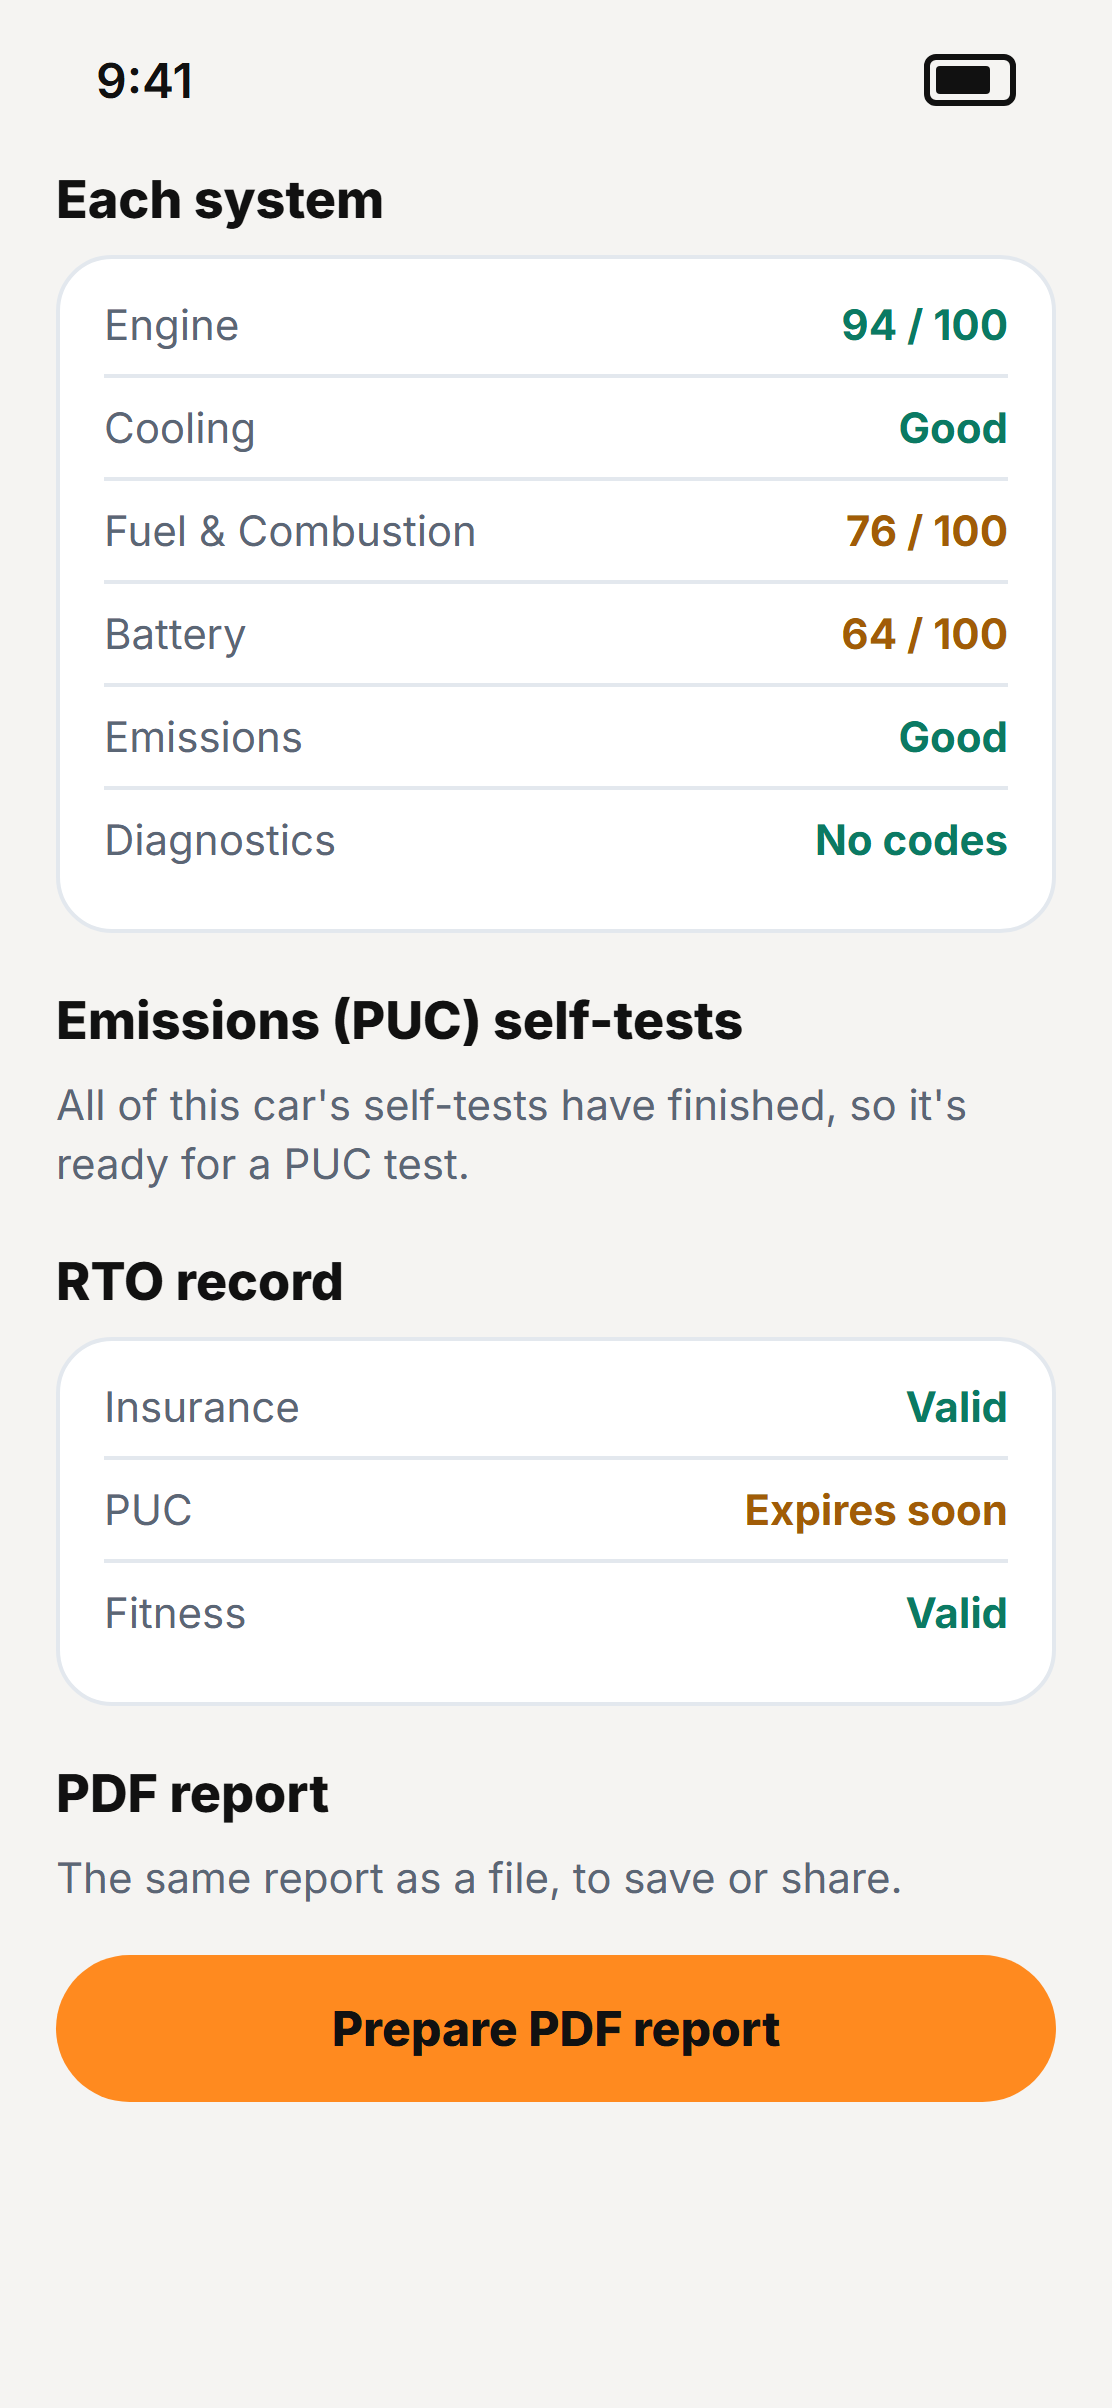 9:41
Each system
Engine 94 / 100
Cooling Good
Fuel & Combustion 76 / 100
Battery 64 / 100
Emissions Good
Diagnostics No codes
Emissions (PUC) self-tests
All of this car's self-tests have finished, so it's
ready for a PUC test.
RTO record
Insurance Valid
PUC Expires soon
Fitness Valid
PDF report
The same report as a file, to save or share.
Prepare PDF report